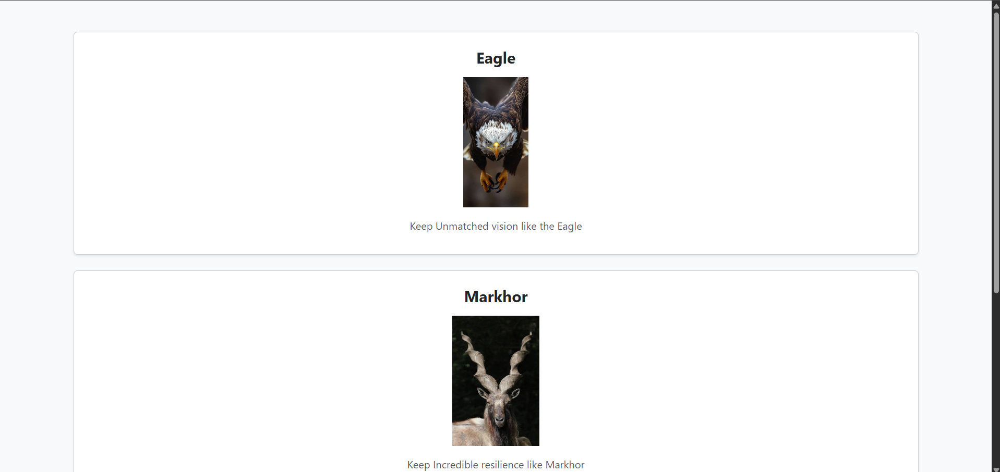 Eagle
Keep Unmatched vision like the Eagle
Markhor
Keep Incredible resilience like Markhor